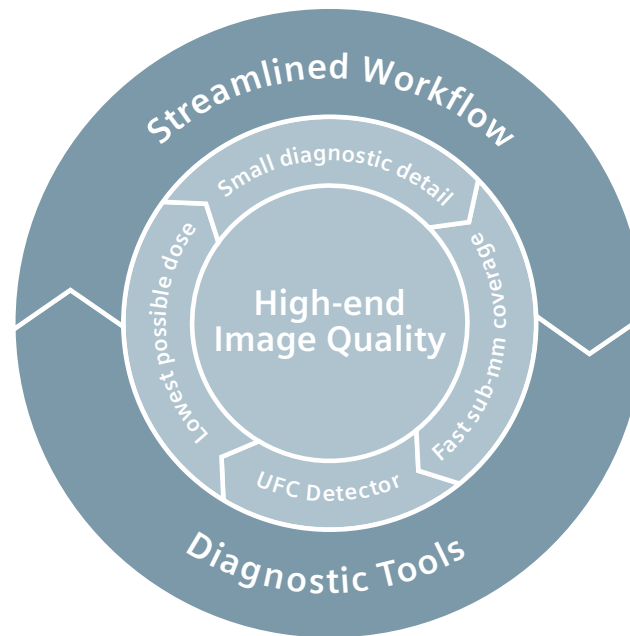 Streamlined Workflow
Small diagnostic detail
Lowest possible dose
Fast sub-mm coverage
High-end
Image Quality
UFC Detector
Diagnostic Tools